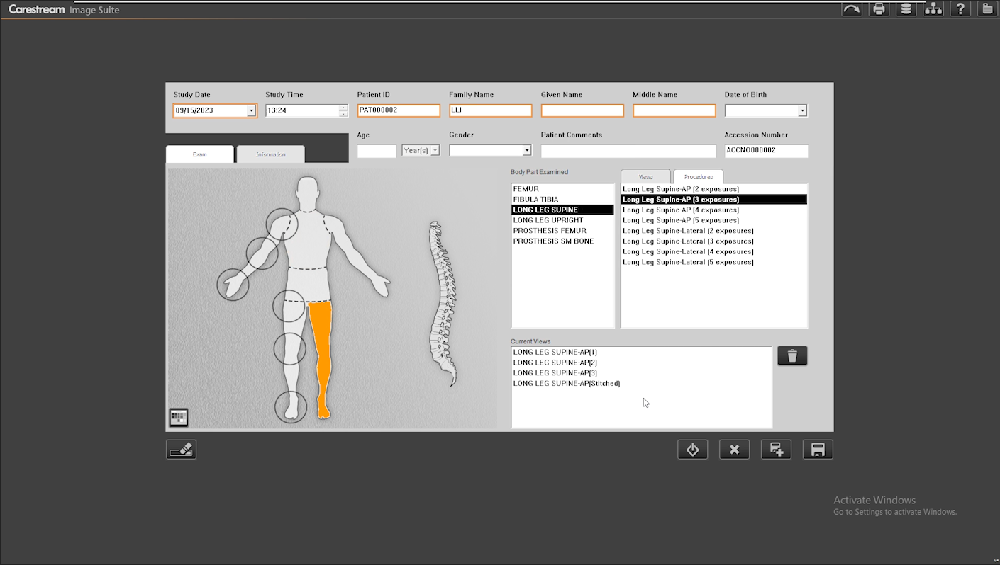 Carestream Image Suite
Study Date
Study Time
Patient ID
Family Name
Given Name
Middle Name
Date of Birth
09/15/2023
13:24
PAT000002
LLI
Age
Gender
Patient Comments
Accession Number
Year(s)
ACCNO000002
Exam
Information
Body Part Examined
Views
Procedures
FEMUR
FIBULA TIBIA
LONG LEG SUPINE
LONG LEG UPRIGHT
PROSTHESIS FEMUR
PROSTHESIS SM BONE
Long Leg Supine-AP (2 exposures)
Long Leg Supine-AP (3 exposures)
Long Leg Supine-AP (4 exposures)
Long Leg Supine-AP (5 exposures)
Long Leg Supine-Lateral (2 exposures)
Long Leg Supine-Lateral (3 exposures)
Long Leg Supine-Lateral (4 exposures)
Long Leg Supine-Lateral (5 exposures)
Current Views
LONG LEG SUPINE-AP(1)
LONG LEG SUPINE-AP(2)
LONG LEG SUPINE-AP(3)
LONG LEG SUPINE-AP(Stitched)
Activate Windows
Go to Settings to activate Windows.
V4